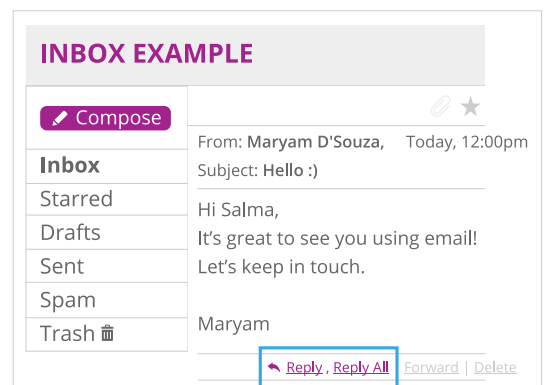 INBOX EXAMPLE
Compose
Inbox
Starred
Drafts
Sent
Spam
Trash
From: Maryam D'Souza, Today, 12:00pm
Subject: Hello :)
Hi Salma,
It's great to see you using email!
Let's keep in touch.
Maryam
Reply , Reply All Forward | Delete